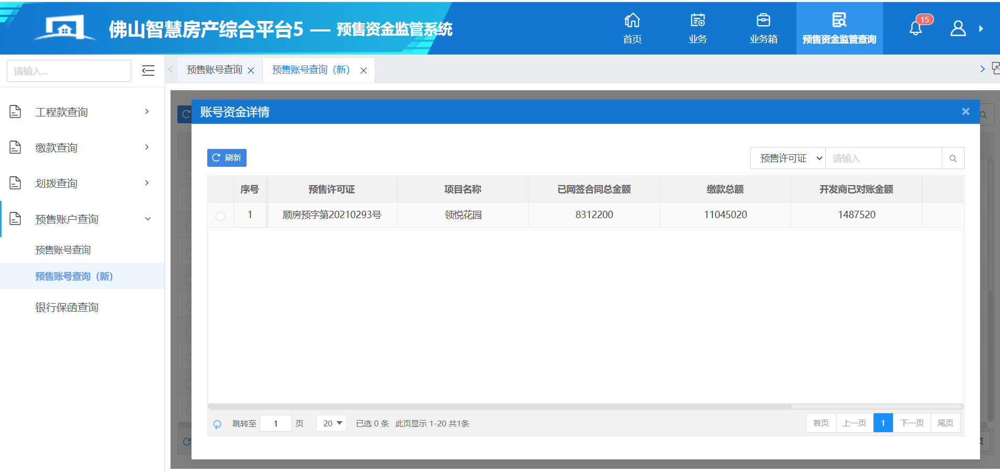 佛山智慧房产综合平台5 — 预售资金监管系统
首页
业务
业务箱
预售资金监管查询
15
请输入...
预售账号查询
预售账号查询（新）
工程款查询
缴款查询
划拨查询
预售账户查询
预售账号查询
预售账号查询（新）
银行保函查询
账号资金详情
刷新
预售许可证
请输入
序号 预售许可证 项目名称 已网签合同总金额 缴款总额 开发商已对账金额
1 顺房预字第20210293号 领悦花园 8312200 11045020 1487520
跳转至 1 页 20 已选 0 条 此页显示 1-20 共1条
首页 上一页 1 下一页 尾页